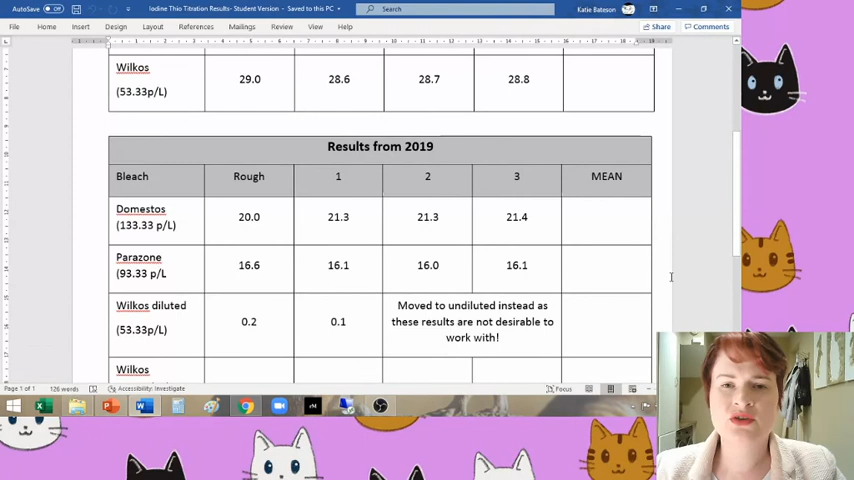 AutoSave Off
Iodine Thio Titration Results- Student Version - Saved to this PC
Search
Katie Bateson
File Home Insert Design Layout References Mailings Review View Help
Share Comments
Wilkos
(53.33p/L)
29.0 28.6 28.7 28.8
Results from 2019
Bleach Rough 1 2 3 MEAN
Domestos
(133.33 p/L)
20.0 21.3 21.3 21.4
Parazone
(93.33 p/L
16.6 16.1 16.0 16.1
Wilkos diluted
(53.33p/L)
0.2 0.1
Moved to undiluted instead as
these results are not desirable to
work with!
Wilkos
Page 1 of 1 126 words Accessibility: Investigate Focus